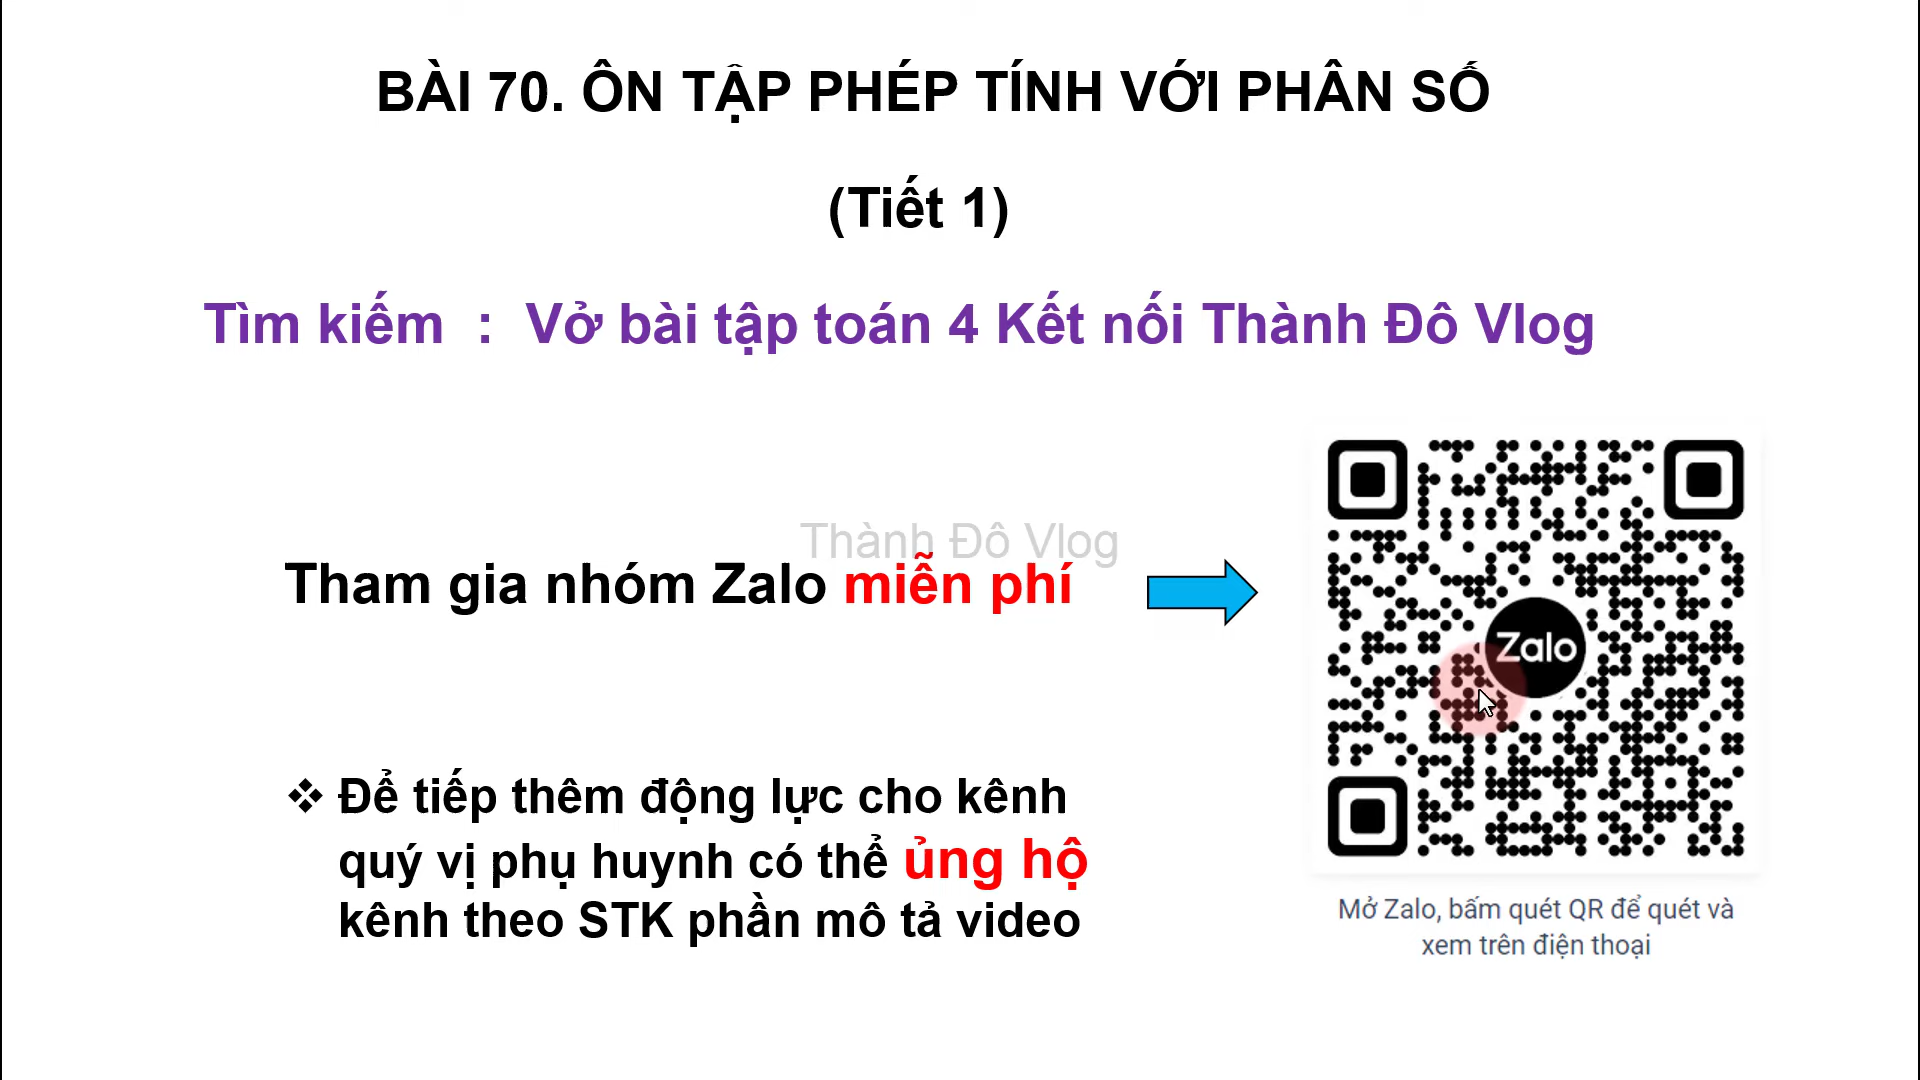 BÀI 70. ÔN TẬP PHÉP TÍNH VỚI PHÂN SỐ
(Tiết 1)
Tìm kiếm : Vở bài tập toán 4 Kết nối Thành Đô Vlog
Thành Đô Vlog
Tham gia nhóm Zalo miễn phí
Zalo
❖ Để tiếp thêm động lực cho kênh
quý vị phụ huynh có thể ủng hộ
kênh theo STK phần mô tả video
Mở Zalo, bấm quét QR để quét và
xem trên điện thoại